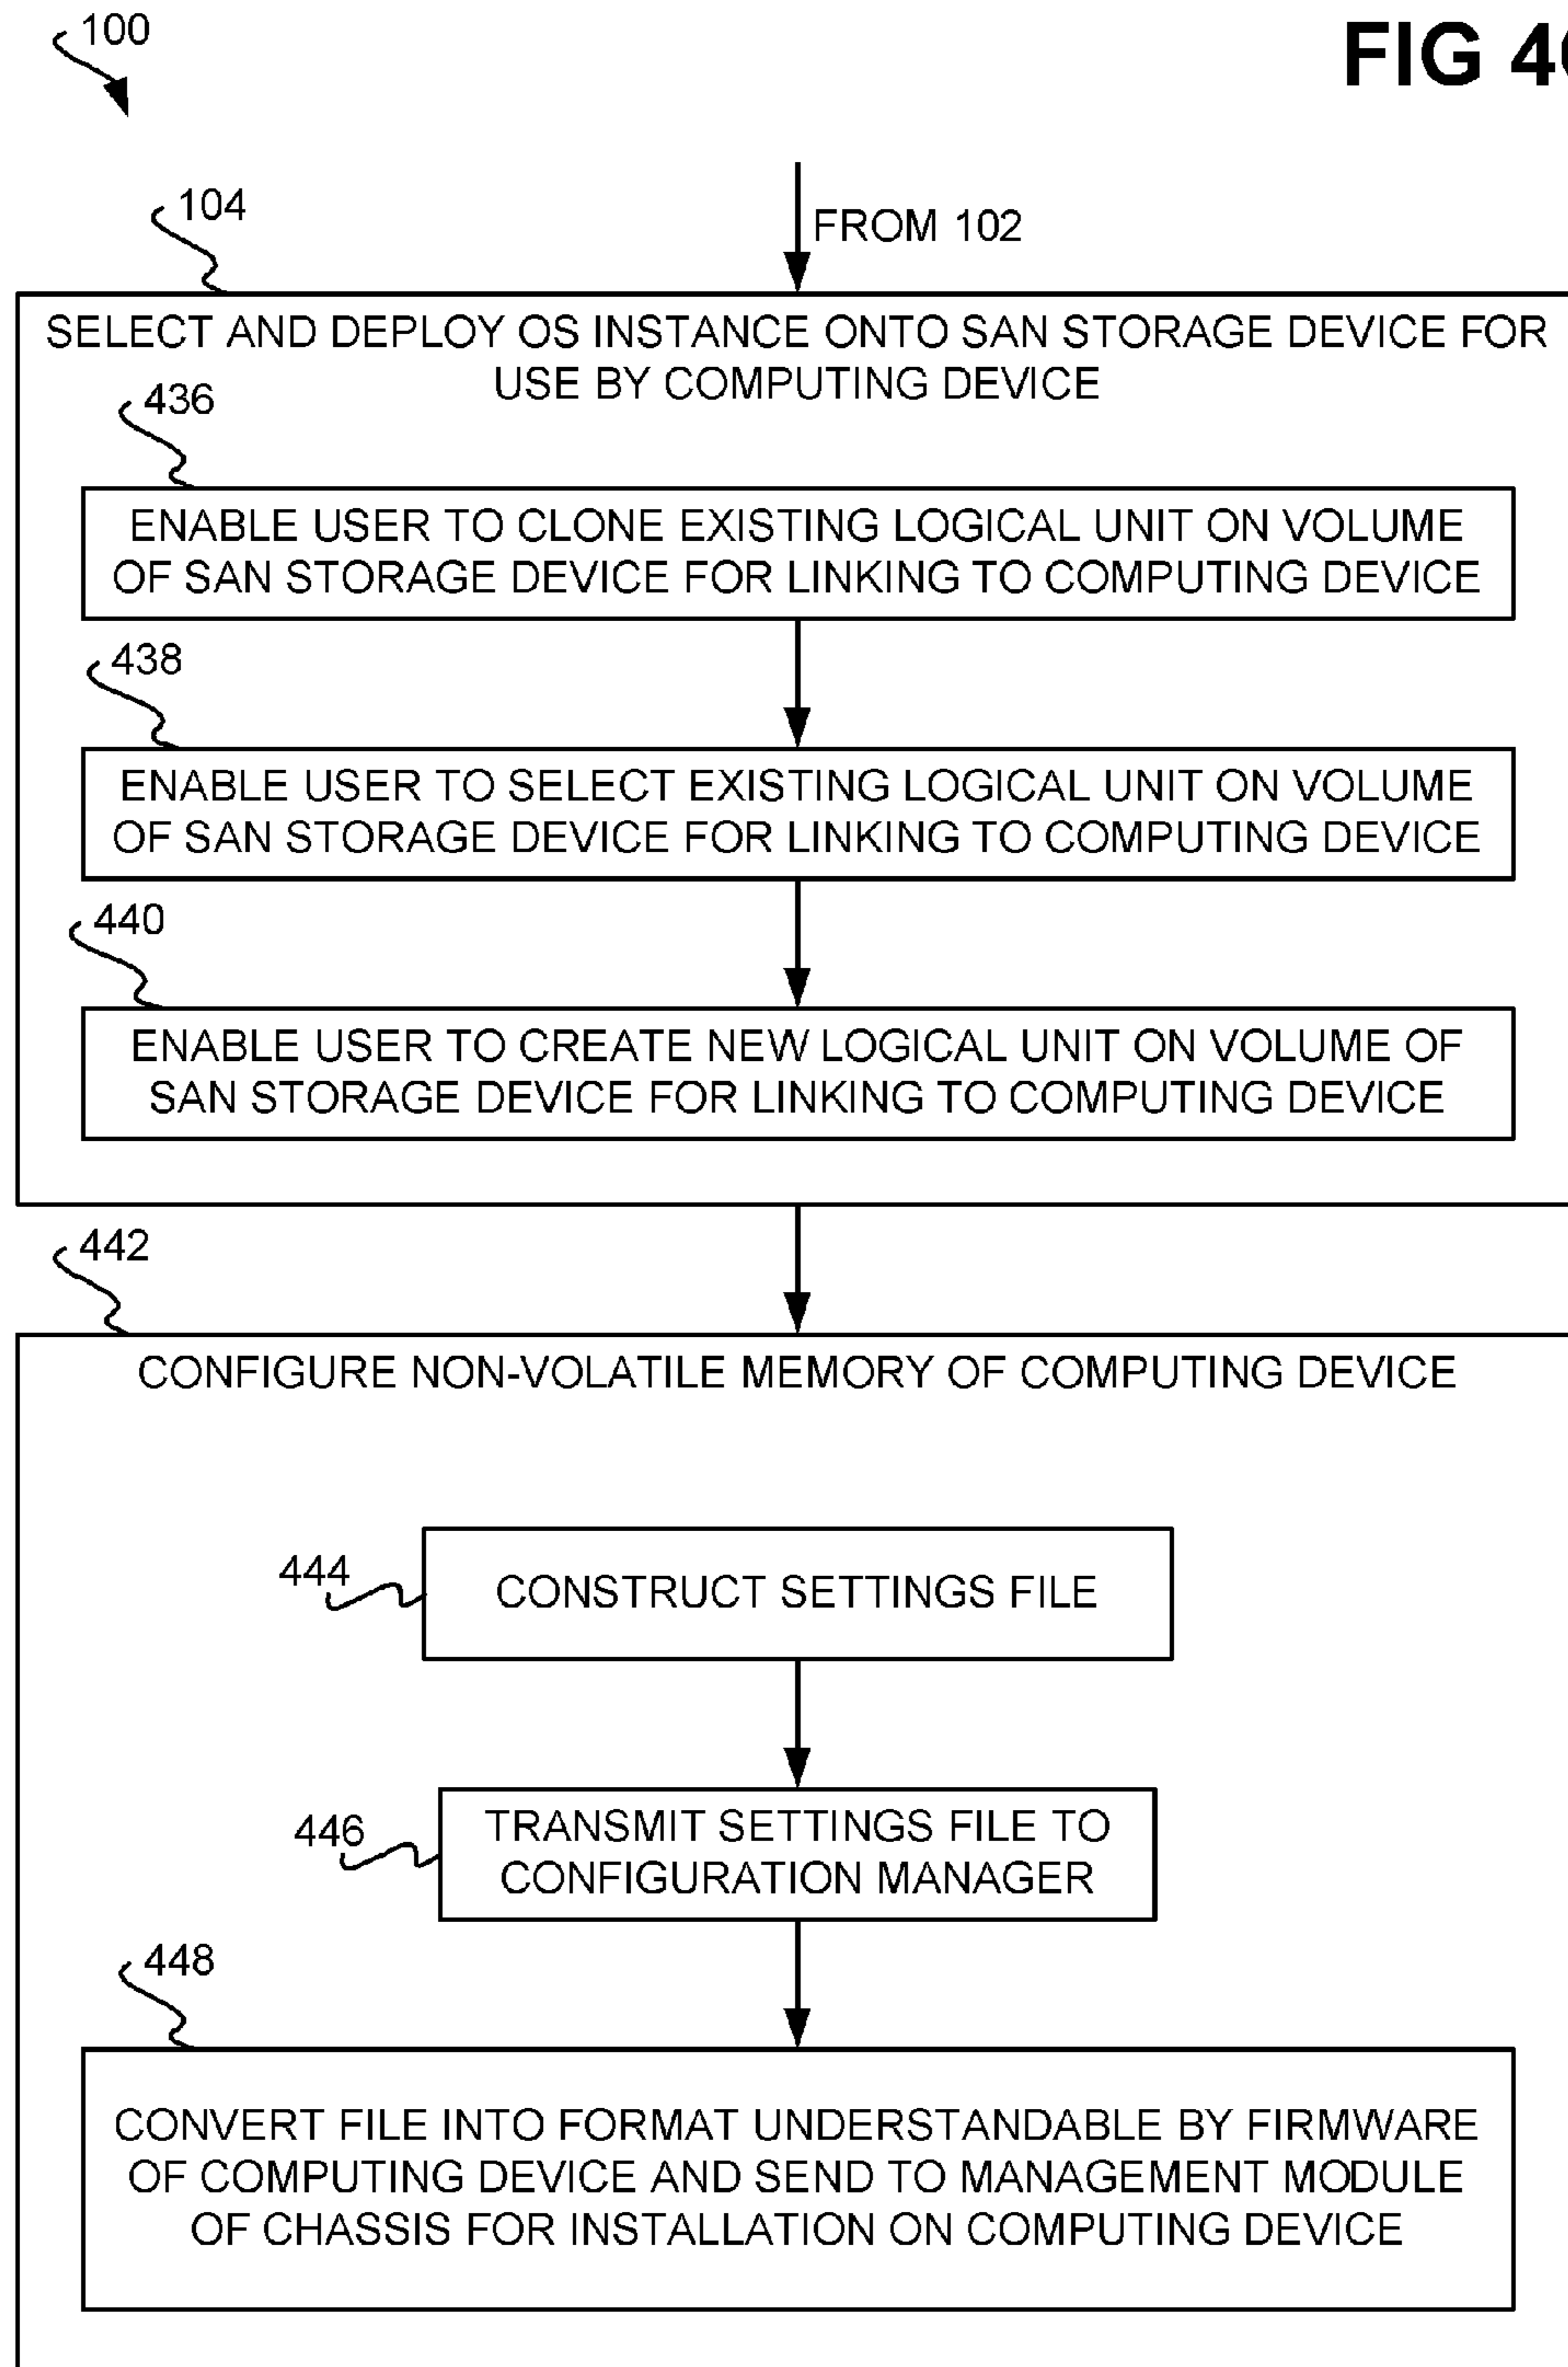 100
FIG 4
104
FROM 102
SELECT AND DEPLOY OS INSTANCE ONTO SAN STORAGE DEVICE FOR
USE BY COMPUTING DEVICE
436
ENABLE USER TO CLONE EXISTING LOGICAL UNIT ON VOLUME
OF SAN STORAGE DEVICE FOR LINKING TO COMPUTING DEVICE
438
ENABLE USER TO SELECT EXISTING LOGICAL UNIT ON VOLUME
OF SAN STORAGE DEVICE FOR LINKING TO COMPUTING DEVICE
440
ENABLE USER TO CREATE NEW LOGICAL UNIT ON VOLUME OF
SAN STORAGE DEVICE FOR LINKING TO COMPUTING DEVICE
442
CONFIGURE NON-VOLATILE MEMORY OF COMPUTING DEVICE
444
CONSTRUCT SETTINGS FILE
446
TRANSMIT SETTINGS FILE TO
CONFIGURATION MANAGER
448
CONVERT FILE INTO FORMAT UNDERSTANDABLE BY FIRMWARE
OF COMPUTING DEVICE AND SEND TO MANAGEMENT MODULE
OF CHASSIS FOR INSTALLATION ON COMPUTING DEVICE